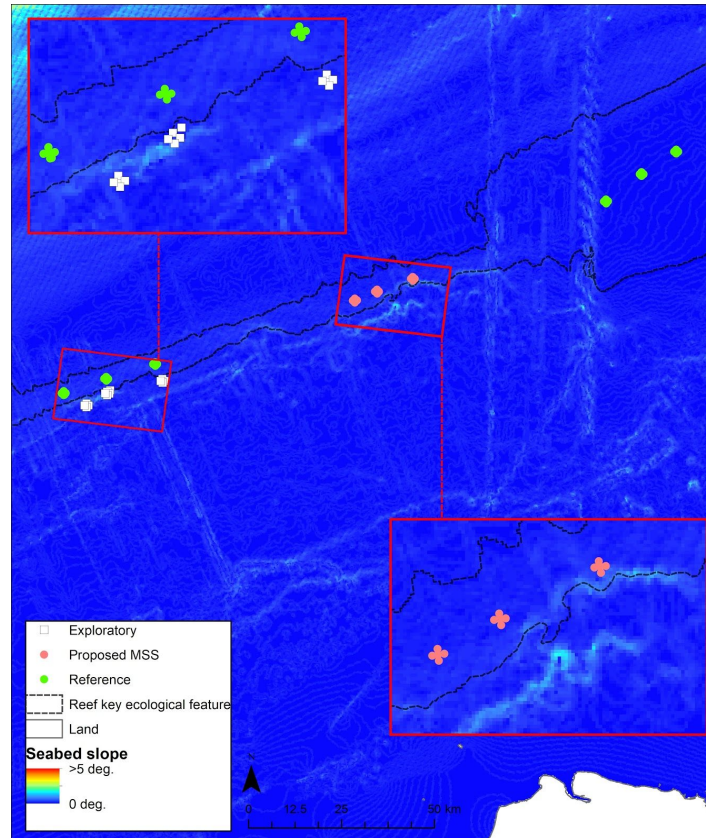 Exploratory
Proposed MSS
Reference
Reef key ecological feature
Land
Seabed slope
>5 deg.
0 deg.
N
0 12.5 25 50 km